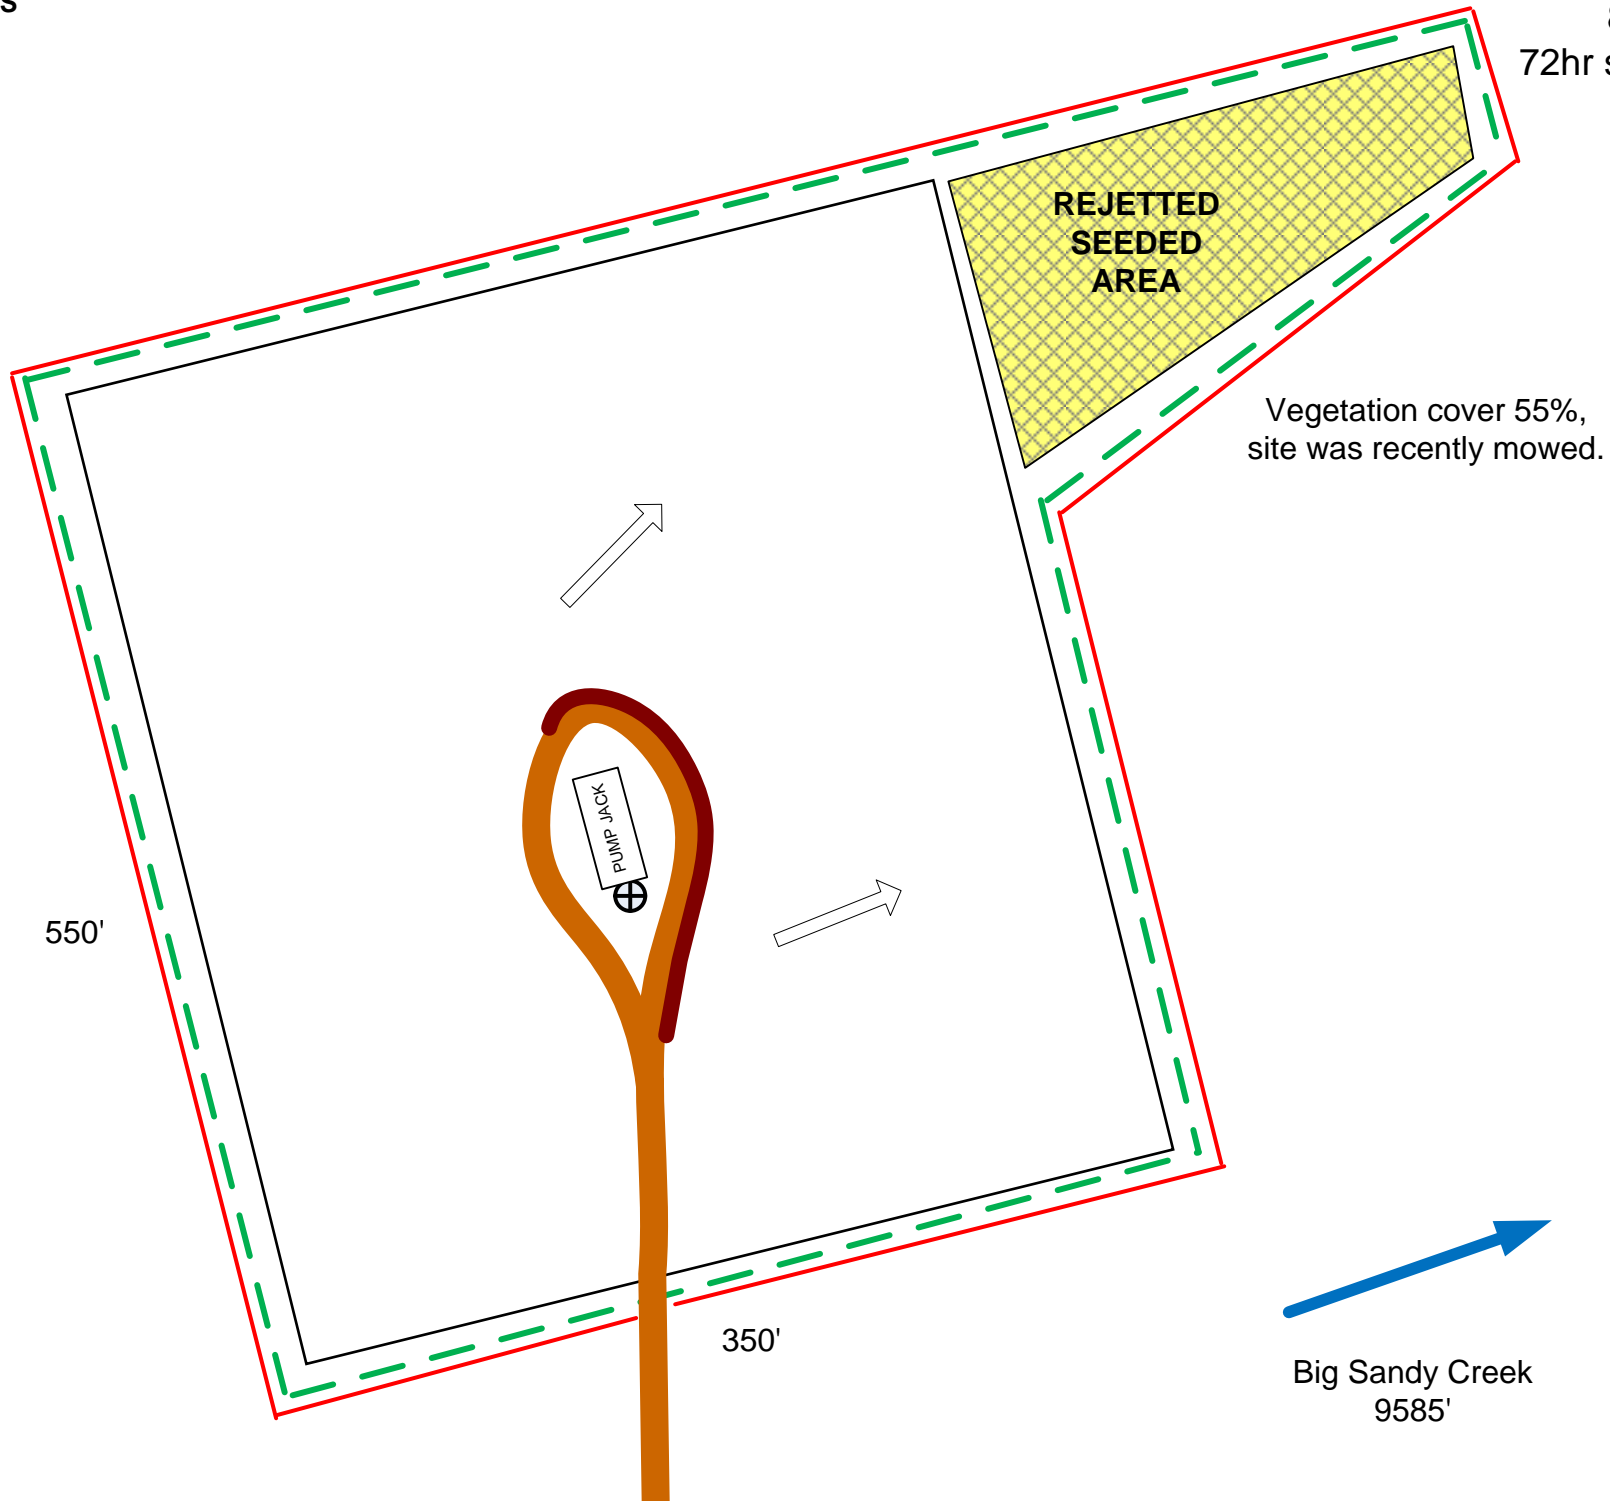 s
72hr s
REJETTED
SEEDED
AREA
Vegetation cover 55%,
site was recently mowed.
PUMP JACK
550'
350'
Big Sandy Creek
9585'